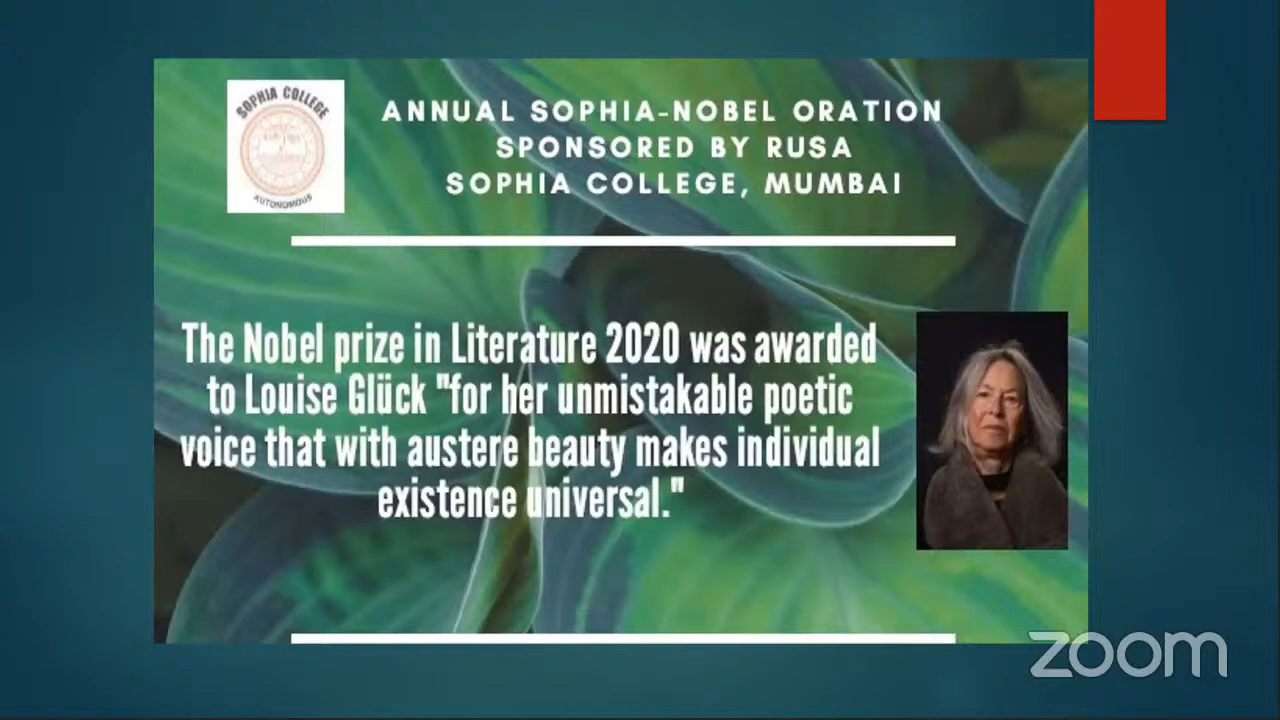 SOPHIA COLLEGE
AUTONOMOUS
ANNUAL SOPHIA-NOBEL ORATION
SPONSORED BY RUSA
SOPHIA COLLEGE, MUMBAI
The Nobel prize in Literature 2020 was awarded
to Louise Glück "for her unmistakable poetic
voice that with austere beauty makes individual
existence universal."
zoom